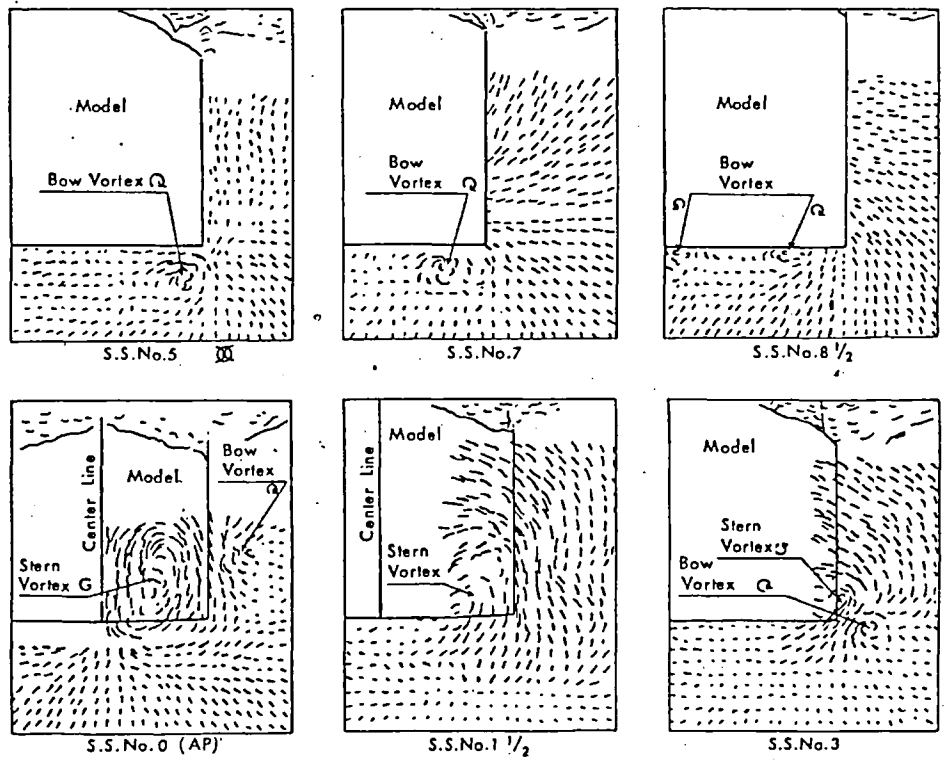 Model
Bow Vortex
S.S.No.5
Model
Bow
Vortex
S.S.No.7
Model
Bow
Vortex
S.S.No.8 1/2
Center Line
Model
Bow
Vortex
Stern
Vortex G
S.S.No.0 (AP)
Center Line
Model
Stern
Vortex
S.S.No.1 1/2
Model
Stern
Vortex
Bow
Vortex
S.S.No.3